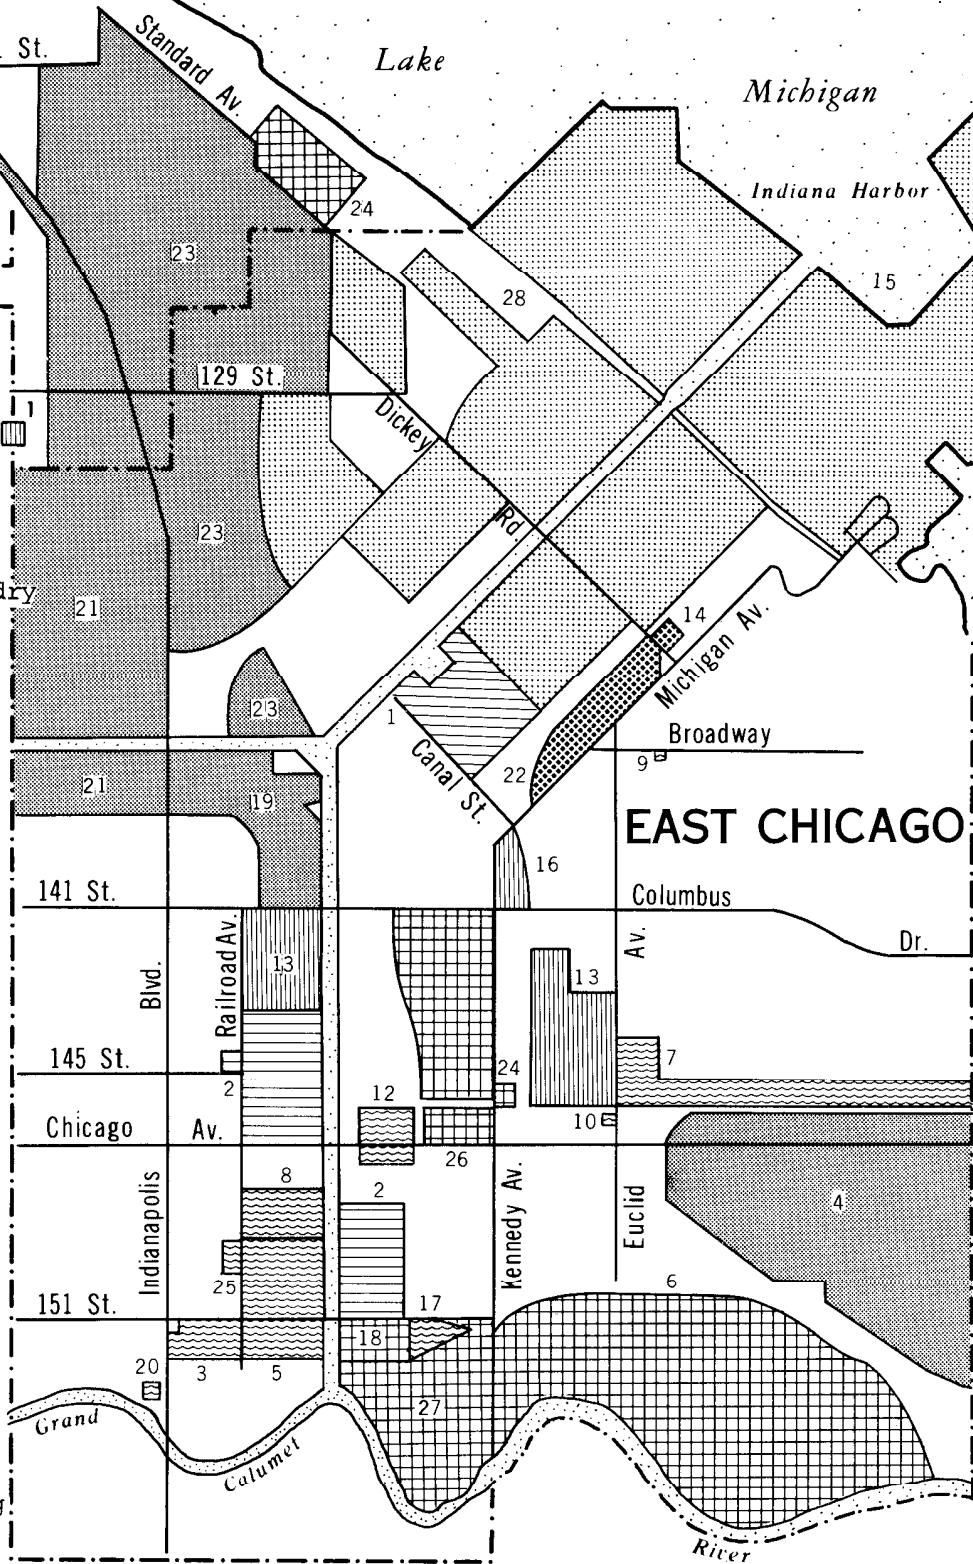 St.
Standard Av
Lake
Michigan
Indiana Harbor
24
23
28
15
129 St.
1
Dickey
Rd
23
21
14
Michigan Av.
23
1
Canal St.
22
Broadway
9
21
19
EAST CHICAGO
16
141 St.
Columbus
Dr.
Railroad Av.
13
13
Av.
Blvd.
145 St.
2
24
7
12
10
Chicago Av.
26
8
2
4
Indianapolis
Kennedy Av.
Euclid
25
6
151 St.
17
18
20
3
5
27
Grand
Calumet
River